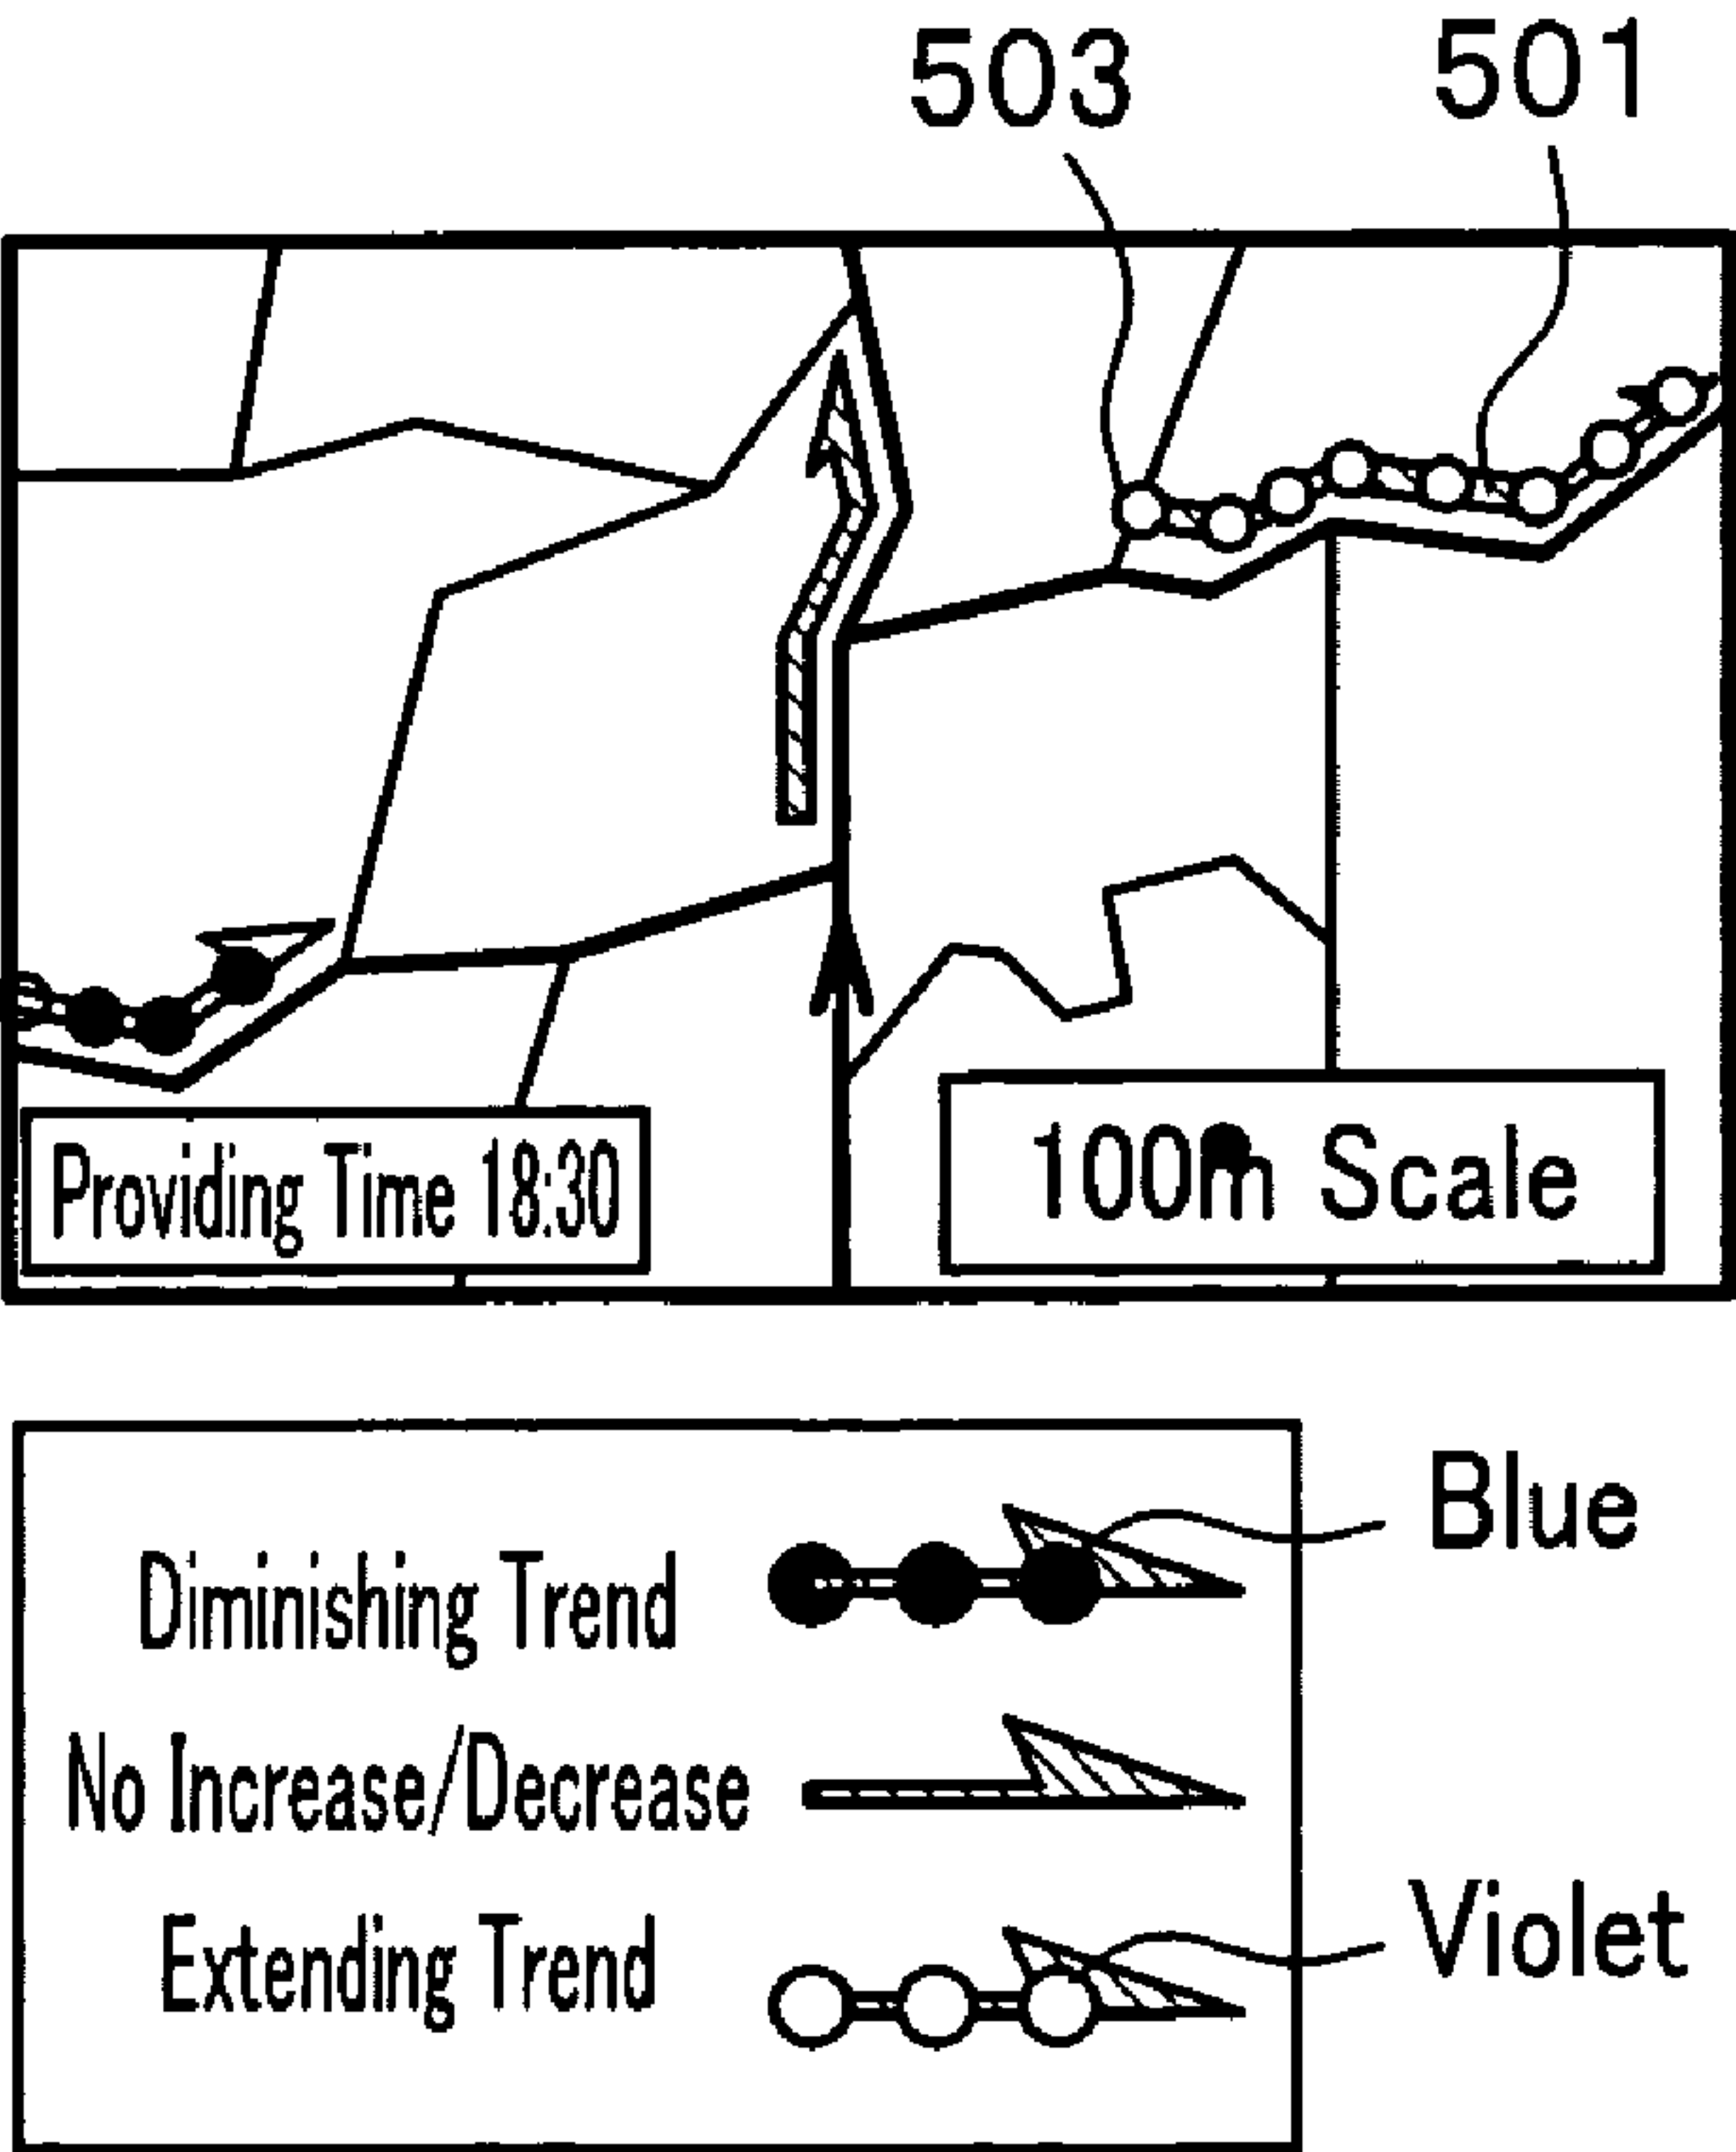 503 501
Providing Time 18:30
100m Scale
Diminishing Trend
Blue
No Increase/Decrease
Extending Trend
Violet